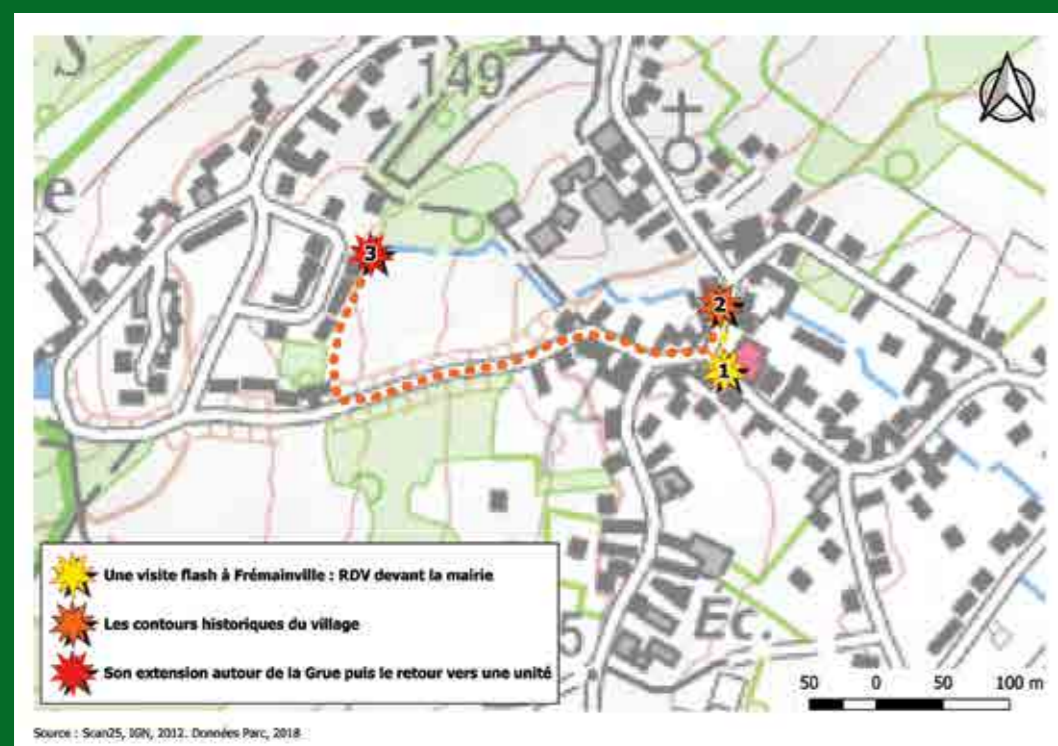 149
e
3
2
1
Une visite flash à Frémainville : RDV devant la mairie
Les contours historiques du village
Son extension autour de la Grue puis le retour vers une unité
5
Ec.
50 0 50 100 m
Source : Scan25, IGN, 2012. Données Parc, 2018